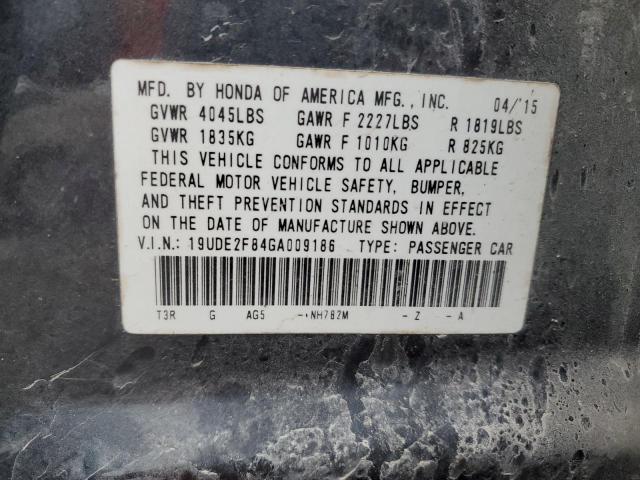 MFD. BY HONDA OF AMERICA MFG., INC. 04/'15
GVWR 4045LBS GAWR F 2227LBS R 1819LBS
GVWR 1835KG GAWR F 1010KG R 825KG
THIS VEHICLE CONFORMS TO ALL APPLICABLE
FEDERAL MOTOR VEHICLE SAFETY, BUMPER,
AND THEFT PREVENTION STANDARDS IN EFFECT
ON THE DATE OF MANUFACTURE SHOWN ABOVE.
V.I.N.: 19UDE2F84GA009186 TYPE: PASSENGER CAR
T3R G AG5 -·NH782M - Z - A